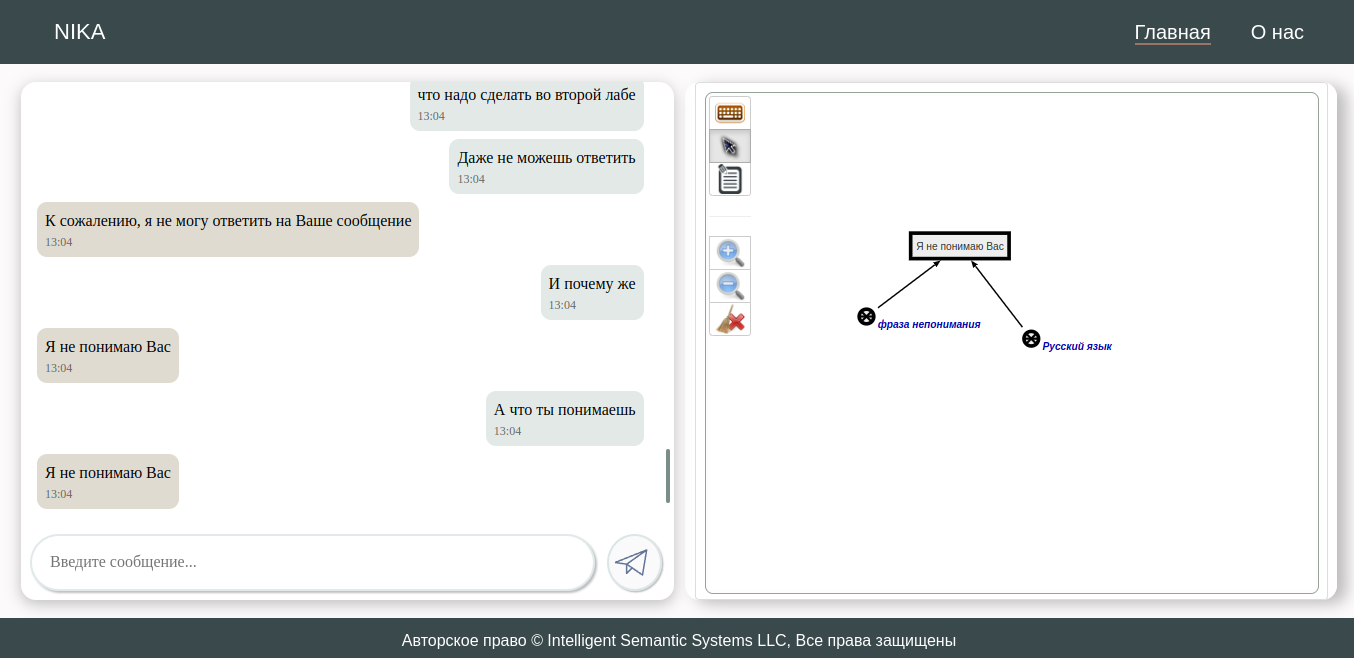 NIKA
Главная
О нас
что надо сделать во второй лабе
13:04
Даже не можешь ответить
13:04
К сожалению, я не могу ответить на Ваше сообщение
13:04
И почему же
13:04
Я не понимаю Вас
13:04
А что ты понимаешь
13:04
Я не понимаю Вас
13:04
Введите сообщение...
Я не понимаю Вас
фраза непонимания
Русский язык
Авторское право © Intelligent Semantic Systems LLC, Все права защищены